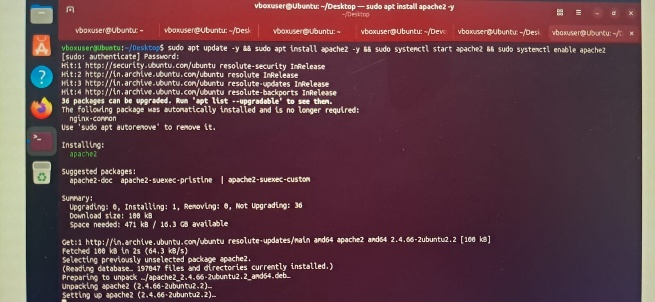 vboxuser@Ubuntu: ~/Desktop — sudo apt install apache2 -y
~/Desktop
vboxuser@Ubuntu: ~ vboxuser@Ubuntu: ~/Desk vboxuser@Ubuntu: ~ vboxuser@Ubuntu: ~/Dev vboxuser@Ubuntu: ~/Desk vboxuser@Ubuntu: ~/
vboxuser@Ubuntu:~/Desktop$ sudo apt update -y && sudo apt install apache2 -y && sudo systemctl start apache2 && sudo systemctl enable apache2
[sudo: authenticate] Password:
Hit:1 http://security.ubuntu.com/ubuntu resolute-security InRelease
Hit:2 http://in.archive.ubuntu.com/ubuntu resolute InRelease
Hit:3 http://in.archive.ubuntu.com/ubuntu resolute-updates InRelease
Hit:4 http://in.archive.ubuntu.com/ubuntu resolute-backports InRelease
36 packages can be upgraded. Run 'apt list --upgradable' to see them.
The following package was automatically installed and is no longer required:
nginx-common
Use 'sudo apt autoremove' to remove it.
Installing:
apache2
Suggested packages:
apache2-doc apache2-suexec-pristine | apache2-suexec-custom
Summary:
Upgrading: 0, Installing: 1, Removing: 0, Not Upgrading: 36
Download size: 100 kB
Space needed: 471 kB / 16.3 GB available
Get:1 http://in.archive.ubuntu.com/ubuntu resolute-updates/main amd64 apache2 amd64 2.4.66-2ubuntu2.2 [100 kB]
Fetched 100 kB in 2s (64.3 kB/s)
Selecting previously unselected package apache2.
(Reading database… 197047 files and directories currently installed.)
Preparing to unpack …/apache2_2.4.66-2ubuntu2.2_amd64.deb…
Unpacking apache2 (2.4.66-2ubuntu2.2)…
Setting up apache2 (2.4.66-2ubuntu2.2)…